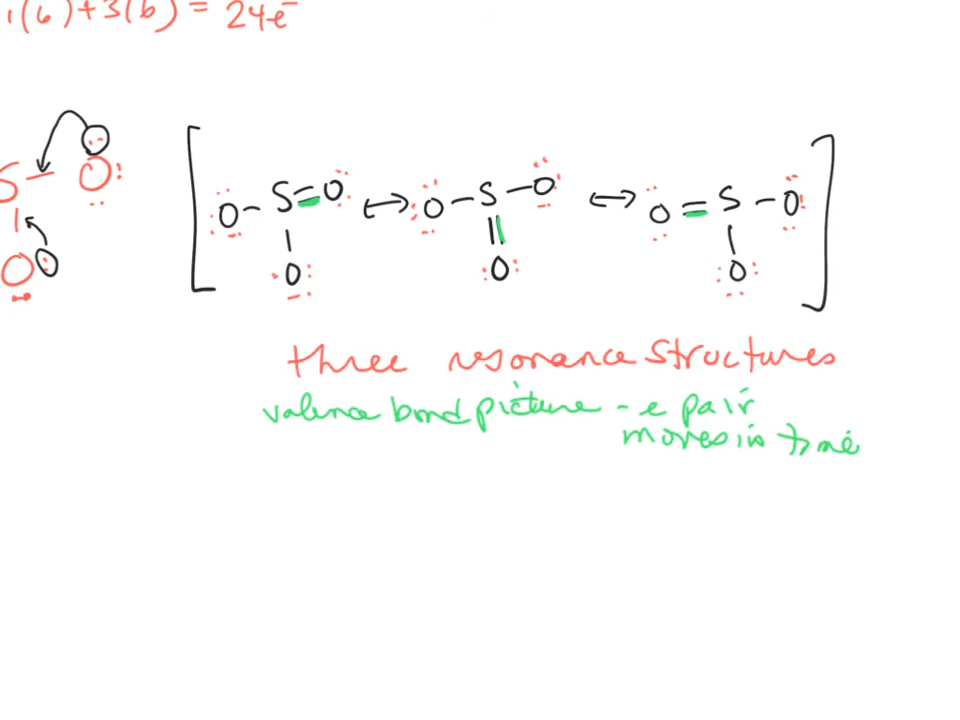 1(6)+3(6) = 24e⁻
S - O:
O
[ O-S=O ↔ O-S-O ↔ O=S-O ]
O O O
three resonance structures
valence bond picture - e pair
moves in time